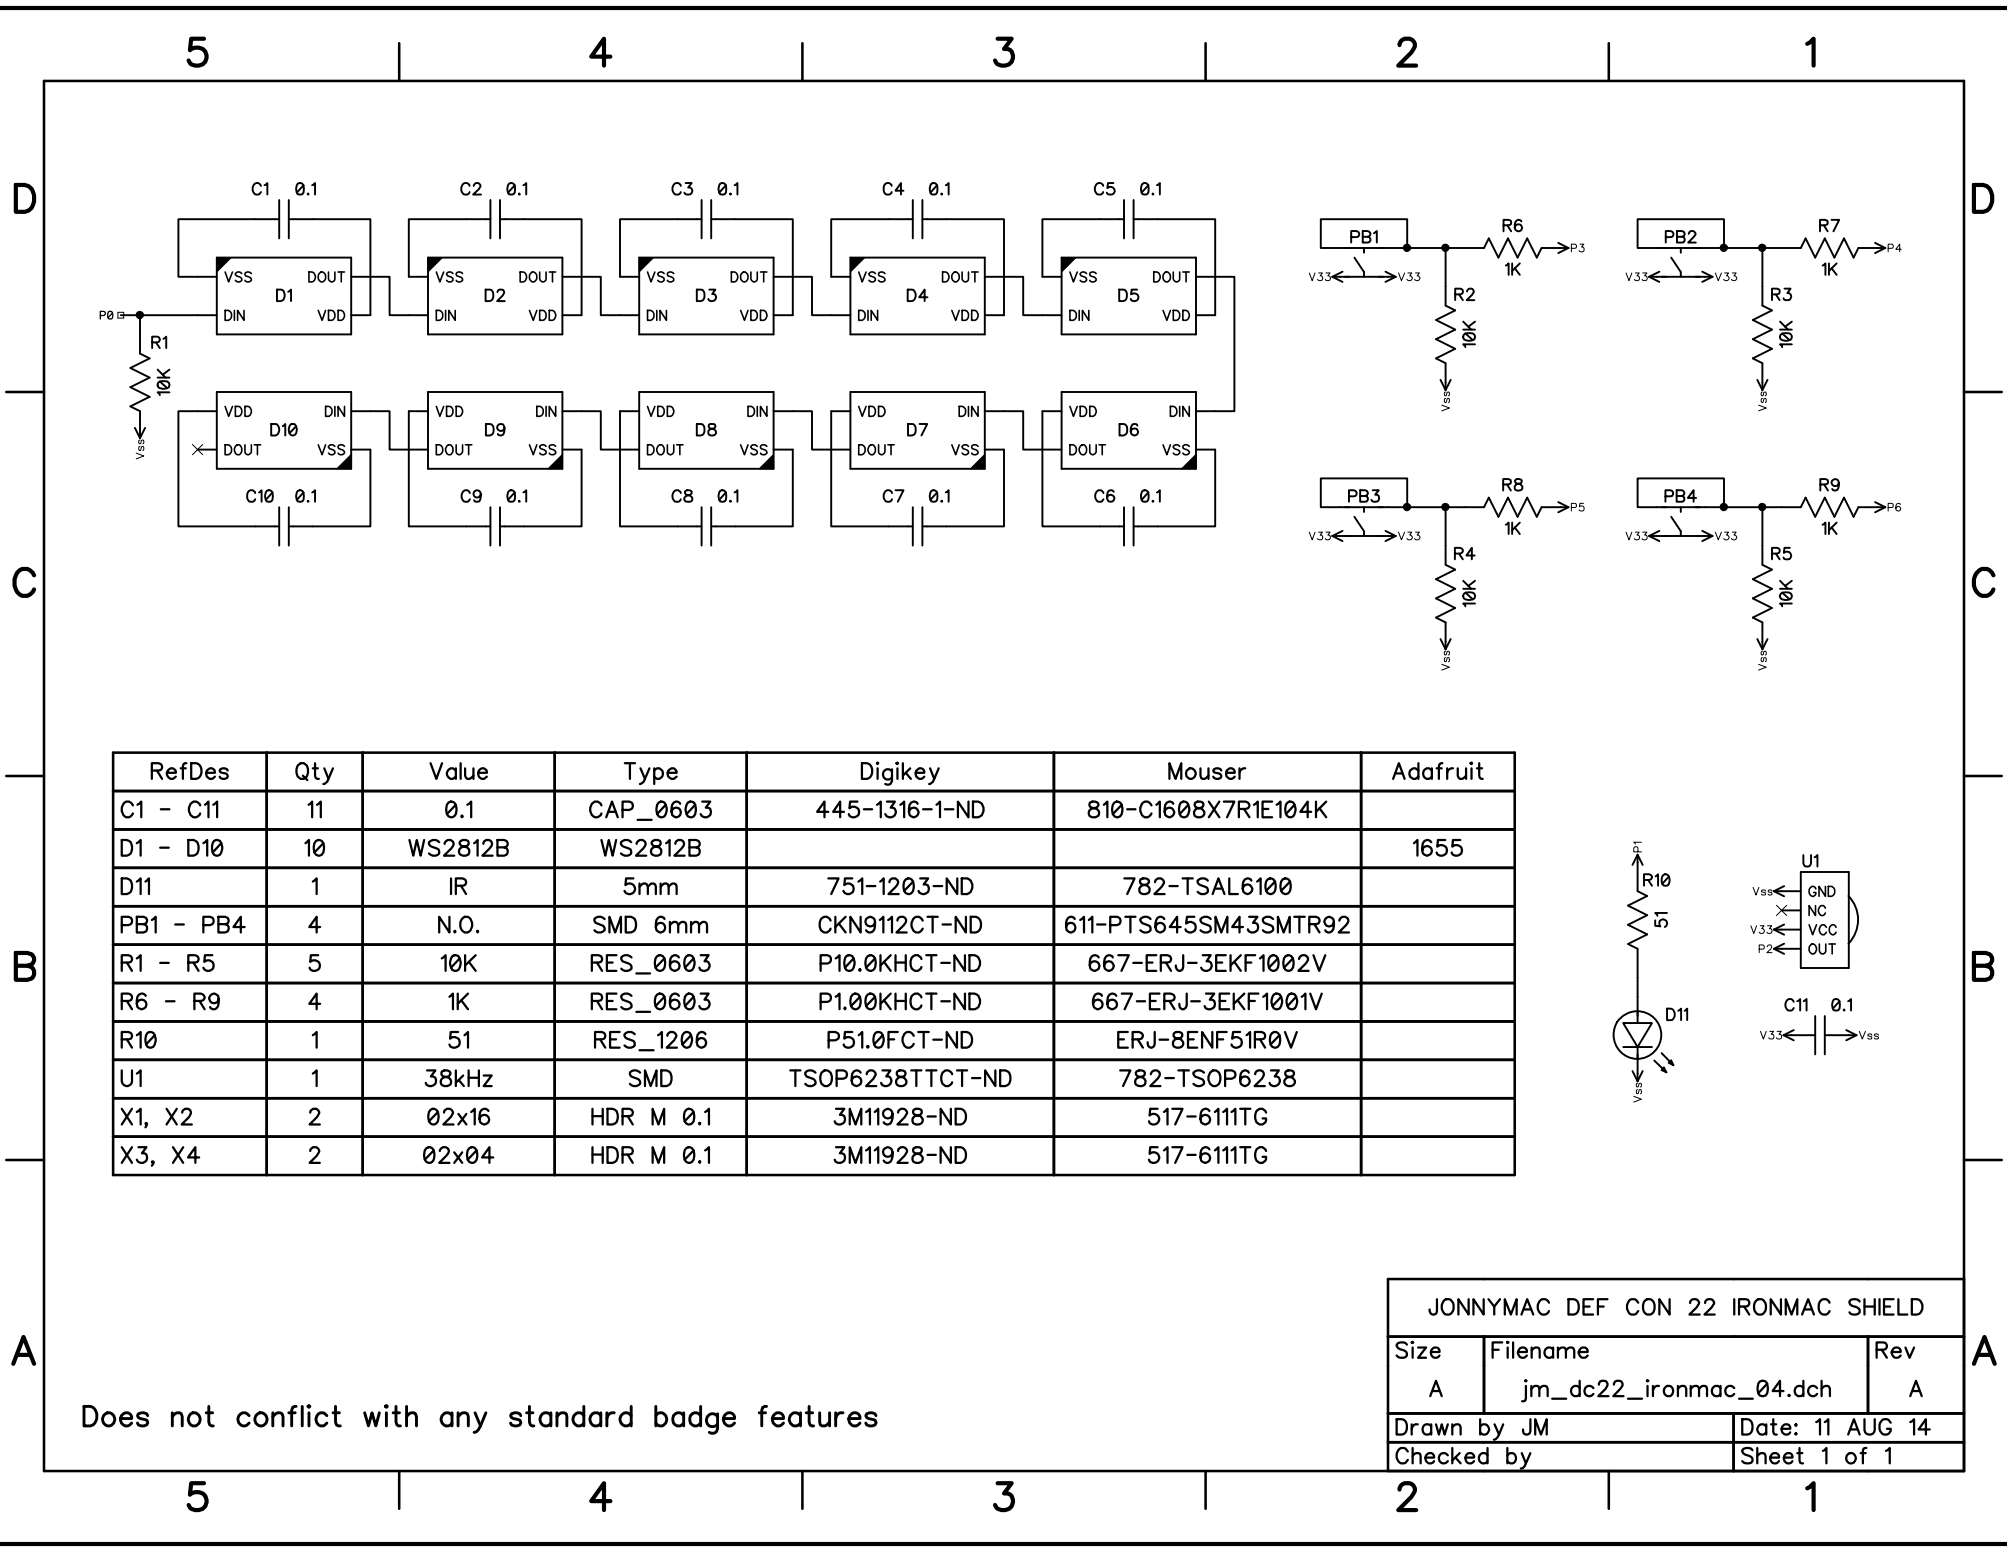 5 4 3 2 1
D D
C1 0.1 C2 0.1 C3 0.1 C4 0.1 C5 0.1
VSS DOUT D1 DIN VDD
VSS DOUT D2 DIN VDD
VSS DOUT D3 DIN VDD
VSS DOUT D4 DIN VDD
VSS DOUT D5 DIN VDD
P0
R1
10K
Vss
VDD DIN D10 DOUT VSS
VDD DIN D9 DOUT VSS
VDD DIN D8 DOUT VSS
VDD DIN D7 DOUT VSS
VDD DIN D6 DOUT VSS
C10 0.1 C9 0.1 C8 0.1 C7 0.1 C6 0.1
PB1 R6 P3
V33 V33 1K
R2
10K
Vss
PB2 R7 P4
V33 V33 1K
R3
10K
Vss
PB3 R8 P5
V33 V33 1K
R4
10K
Vss
PB4 R9 P6
V33 V33 1K
R5
10K
Vss
C C
RefDes Qty Value Type Digikey Mouser Adafruit
C1 - C11 11 0.1 CAP_0603 445-1316-1-ND 810-C1608X7R1E104K
D1 - D10 10 WS2812B WS2812B 1655
D11 1 IR 5mm 751-1203-ND 782-TSAL6100
PB1 - PB4 4 N.O. SMD 6mm CKN9112CT-ND 611-PTS645SM43SMTR92
R1 - R5 5 10K RES_0603 P10.0KHCT-ND 667-ERJ-3EKF1002V
R6 - R9 4 1K RES_0603 P1.00KHCT-ND 667-ERJ-3EKF1001V
R10 1 51 RES_1206 P51.0FCT-ND ERJ-8ENF51R0V
U1 1 38kHz SMD TSOP6238TTCT-ND 782-TSOP6238
X1, X2 2 02x16 HDR M 0.1 3M11928-ND 517-6111TG
X3, X4 2 02x04 HDR M 0.1 3M11928-ND 517-6111TG
P1
R10
51
D11
Vss
U1
Vss GND
NC
V33 VCC
P2 OUT
C11 0.1
V33 Vss
B B
A A
JONNYMAC DEF CON 22 IRONMAC SHIELD
Size Filename Rev
A jm_dc22_ironmac_04.dch A
Drawn by JM Date: 11 AUG 14
Checked by Sheet 1 of 1
Does not conflict with any standard badge features
5 4 3 2 1